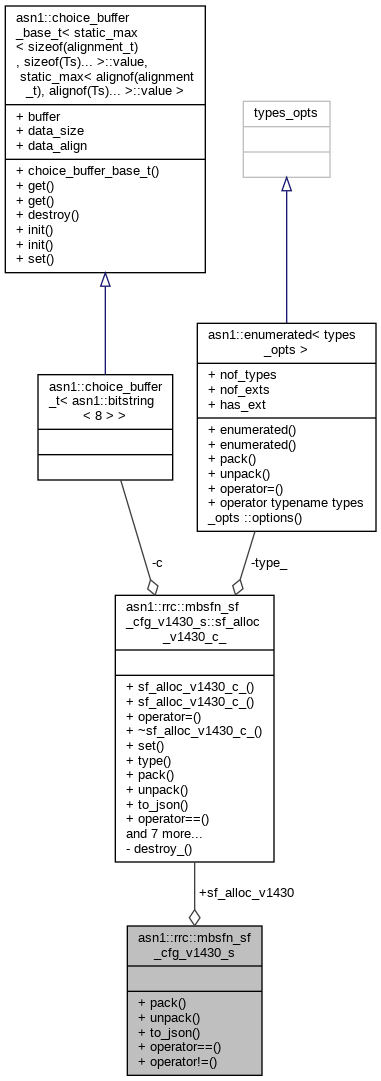 asn1::choice_buffer
_base_t< static_max
< sizeof(alignment_t)
, sizeof(Ts)... >::value,
static_max< alignof(alignment
_t), alignof(Ts)... >::value >
+ buffer
+ data_size
+ data_align
+ choice_buffer_base_t()
+ get()
+ get()
+ destroy()
+ init()
+ init()
+ set()
types_opts
asn1::enumerated< types
_opts >
+ nof_types
+ nof_exts
+ has_ext
+ enumerated()
+ enumerated()
+ pack()
+ unpack()
+ operator=()
+ operator typename types
_opts ::options()
asn1::choice_buffer
_t< asn1::bitstring
< 8 > >
-c
-type_
asn1::rrc::mbsfn_sf
_cfg_v1430_s::sf_alloc
_v1430_c_
+ sf_alloc_v1430_c_()
+ sf_alloc_v1430_c_()
+ operator=()
+ ~sf_alloc_v1430_c_()
+ set()
+ type()
+ pack()
+ unpack()
+ to_json()
+ operator==()
and 7 more...
- destroy_()
+sf_alloc_v1430
asn1::rrc::mbsfn_sf
_cfg_v1430_s
+ pack()
+ unpack()
+ to_json()
+ operator==()
+ operator!=()